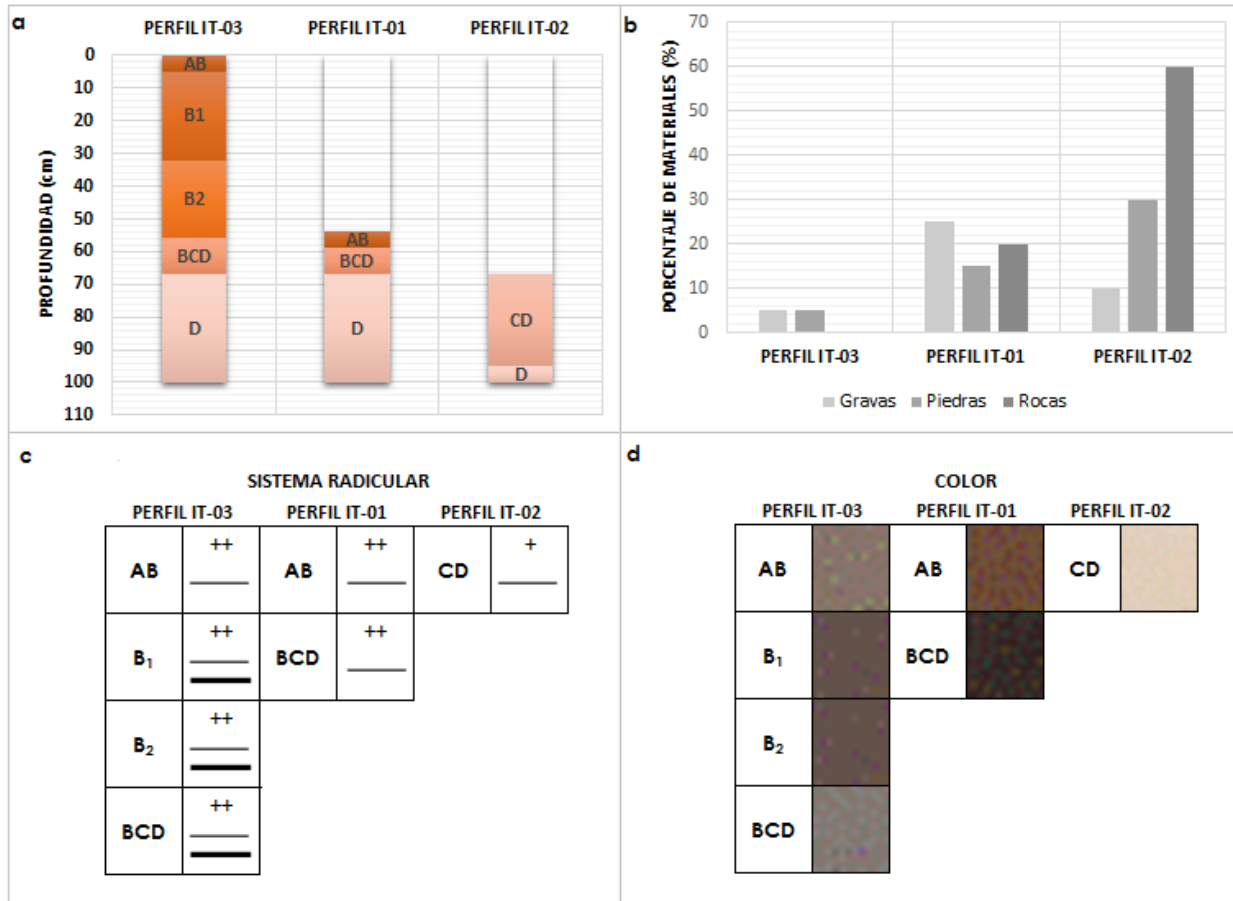 a
PERFIL IT-03 PERFIL IT-01 PERFIL IT-02
PROFUNDIDAD (cm)
0
10
20
30
40
50
60
70
80
90
100
110
AB
B1
B2
BCD
D
AB
BCD
D
CD
D
b
PORCENTAJE DE MATERIALES (%)
70
60
50
40
30
20
10
0
PERFIL IT-03 PERFIL IT-01 PERFIL IT-02
Gravas Piedras Rocas
c
SISTEMA RADICULAR
PERFIL IT-03 PERFIL IT-01 PERFIL IT-02
AB ++ AB ++ CD +
B₁ ++ BCD ++
B₂ ++
BCD ++
d
COLOR
PERFIL IT-03 PERFIL IT-01 PERFIL IT-02
AB AB CD
B₁ BCD
B₂
BCD